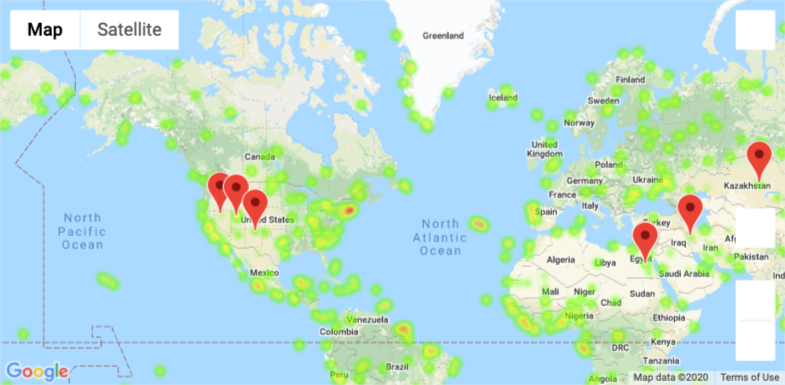 Map Satellite
Greenland
Iceland
Finland
Sweden
Norway
Canada
United
Kingdom
Poland
Germany
Ukraine
Kazakhstan
France
Italy
Spain
North
Pacific
Ocean
United States
North
Atlantic
Ocean
Turkey
Iraq
Iran
Pakistan
Algeria
Libya
Egypt
Saudi Arabia
Mexico
Mali
Niger
Chad
Sudan
Nigeria
Ethiopia
Venezuela
Colombia
DRC
Kenya
Tanzania
Peru
Brazil
Angola
Google
Map data ©2020 Terms of Use